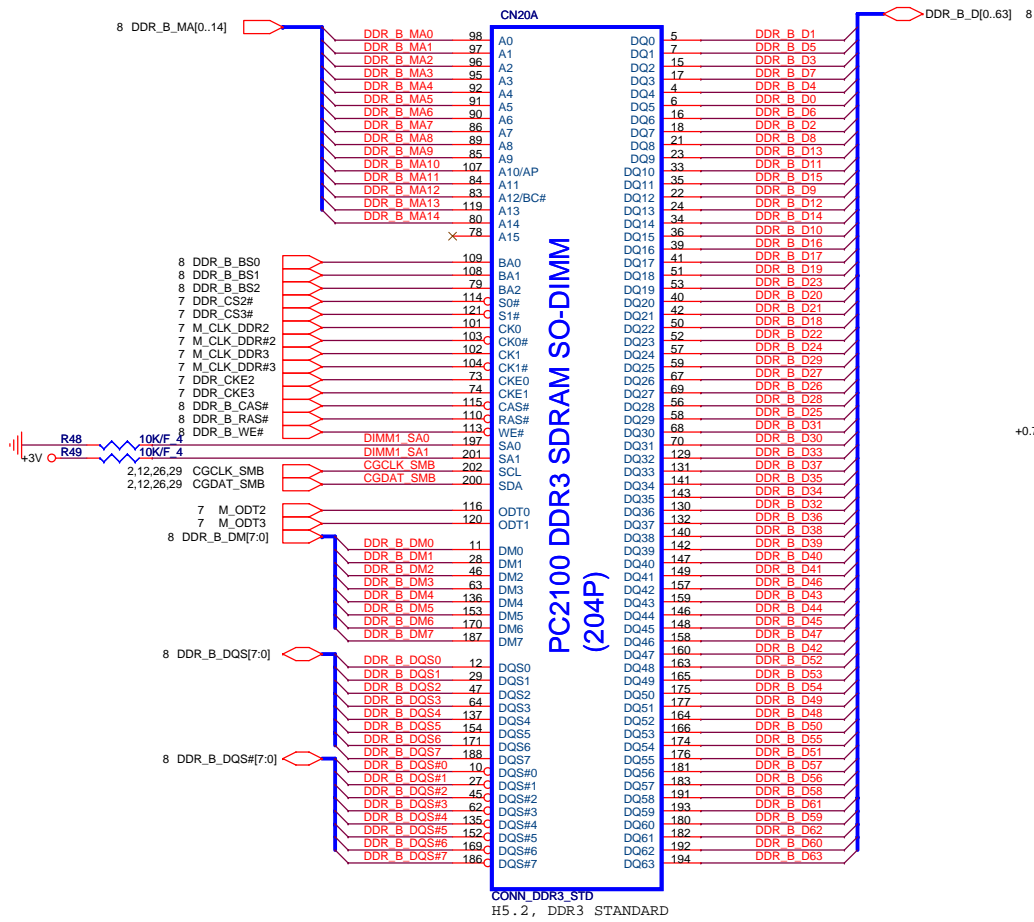 CN20A
8 DDR_B_MA[0..14]
DDR_B_D[0..63] 8
DDR_B_MA0 98 A0 DQ0 5 DDR_B_D1
DDR_B_MA1 97 A1 DQ1 7 DDR_B_D5
DDR_B_MA2 96 A2 DQ2 15 DDR_B_D3
DDR_B_MA3 95 A3 DQ3 17 DDR_B_D7
DDR_B_MA4 92 A4 DQ4 4 DDR_B_D4
DDR_B_MA5 91 A5 DQ5 6 DDR_B_D0
DDR_B_MA6 90 A6 DQ6 16 DDR_B_D6
DDR_B_MA7 86 A7 DQ7 18 DDR_B_D2
DDR_B_MA8 89 A8 DQ8 21 DDR_B_D8
DDR_B_MA9 85 A9 DQ9 23 DDR_B_D13
DDR_B_MA10 107 A10/AP DQ10 33 DDR_B_D11
DDR_B_MA11 84 A11 DQ11 35 DDR_B_D15
DDR_B_MA12 83 A12/BC# DQ12 22 DDR_B_D9
DDR_B_MA13 119 A13 DQ13 24 DDR_B_D12
DDR_B_MA14 80 A14 DQ14 34 DDR_B_D14
78 A15 DQ15 36 DDR_B_D10
DQ16 39 DDR_B_D16
8 DDR_B_BS0 109 BA0 DQ17 41 DDR_B_D17
8 DDR_B_BS1 108 BA1 DQ18 51 DDR_B_D19
8 DDR_B_BS2 79 BA2 DQ19 53 DDR_B_D23
7 DDR_CS2# 114 S0# DQ20 40 DDR_B_D20
7 DDR_CS3# 121 S1# DQ21 42 DDR_B_D21
7 M_CLK_DDR2 101 CK0 DQ22 50 DDR_B_D18
7 M_CLK_DDR#2 103 CK0# DQ23 52 DDR_B_D22
7 M_CLK_DDR3 102 CK1 DQ24 57 DDR_B_D24
7 M_CLK_DDR#3 104 CK1# DQ25 59 DDR_B_D29
7 DDR_CKE2 73 CKE0 DQ26 67 DDR_B_D27
7 DDR_CKE3 74 CKE1 DQ27 69 DDR_B_D26
8 DDR_B_CAS# 115 CAS# DQ28 56 DDR_B_D28
8 DDR_B_RAS# 110 RAS# DQ29 58 DDR_B_D25
8 DDR_B_WE# 113 WE# DQ30 68 DDR_B_D31
R48 10K/F_4 DIMM1_SA0 197 SA0 DQ31 70 DDR_B_D30
+3V R49 10K/F_4 DIMM1_SA1 201 SA1 DQ32 129 DDR_B_D33
2,12,26,29 CGCLK_SMB CGCLK_SMB 202 SCL DQ33 131 DDR_B_D37
2,12,26,29 CGDAT_SMB CGDAT_SMB 200 SDA DQ34 141 DDR_B_D35
DQ35 143 DDR_B_D34
7 M_ODT2 116 ODT0 DQ36 130 DDR_B_D32
7 M_ODT3 120 ODT1 DQ37 132 DDR_B_D36
8 DDR_B_DM[7:0] DQ38 140 DDR_B_D38
DDR_B_DM0 11 DM0 DQ39 142 DDR_B_D39
DDR_B_DM1 28 DM1 DQ40 147 DDR_B_D40
DDR_B_DM2 46 DM2 DQ41 149 DDR_B_D41
DDR_B_DM3 63 DM3 DQ42 157 DDR_B_D46
DDR_B_DM4 136 DM4 DQ43 159 DDR_B_D43
DDR_B_DM5 153 DM5 DQ44 146 DDR_B_D44
DDR_B_DM6 170 DM6 DQ45 148 DDR_B_D45
DDR_B_DM7 187 DM7 DQ46 158 DDR_B_D47
8 DDR_B_DQS[7:0] DQ47 160 DDR_B_D42
DDR_B_DQS0 12 DQS0 DQ48 163 DDR_B_D52
DDR_B_DQS1 29 DQS1 DQ49 165 DDR_B_D53
DDR_B_DQS2 47 DQS2 DQ50 175 DDR_B_D54
DDR_B_DQS3 64 DQS3 DQ51 177 DDR_B_D49
DDR_B_DQS4 137 DQS4 DQ52 164 DDR_B_D48
DDR_B_DQS5 154 DQS5 DQ53 166 DDR_B_D50
DDR_B_DQS6 171 DQS6 DQ54 174 DDR_B_D55
DDR_B_DQS7 188 DQS7 DQ55 176 DDR_B_D51
8 DDR_B_DQS#[7:0] DDR_B_DQS#0 10 DQS#0 DQ56 181 DDR_B_D57
DDR_B_DQS#1 27 DQS#1 DQ57 183 DDR_B_D56
DDR_B_DQS#2 45 DQS#2 DQ58 191 DDR_B_D58
DDR_B_DQS#3 62 DQS#3 DQ59 193 DDR_B_D61
DDR_B_DQS#4 135 DQS#4 DQ60 180 DDR_B_D59
DDR_B_DQS#5 152 DQS#5 DQ61 182 DDR_B_D62
DDR_B_DQS#6 169 DQS#6 DQ62 192 DDR_B_D60
DDR_B_DQS#7 186 DQS#7 DQ63 194 DDR_B_D63
PC2100 DDR3 SDRAM SO-DIMM
(204P)
CONN_DDR3_STD
H5.2, DDR3 STANDARD